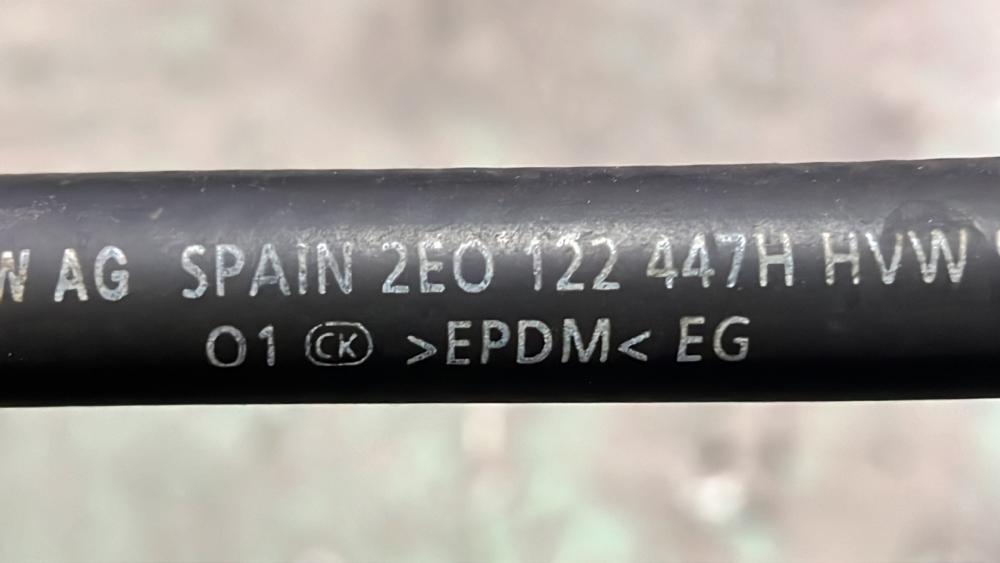 W AG SPAIN 2E0 122 447H HVW
01 CK >EPDM< EG